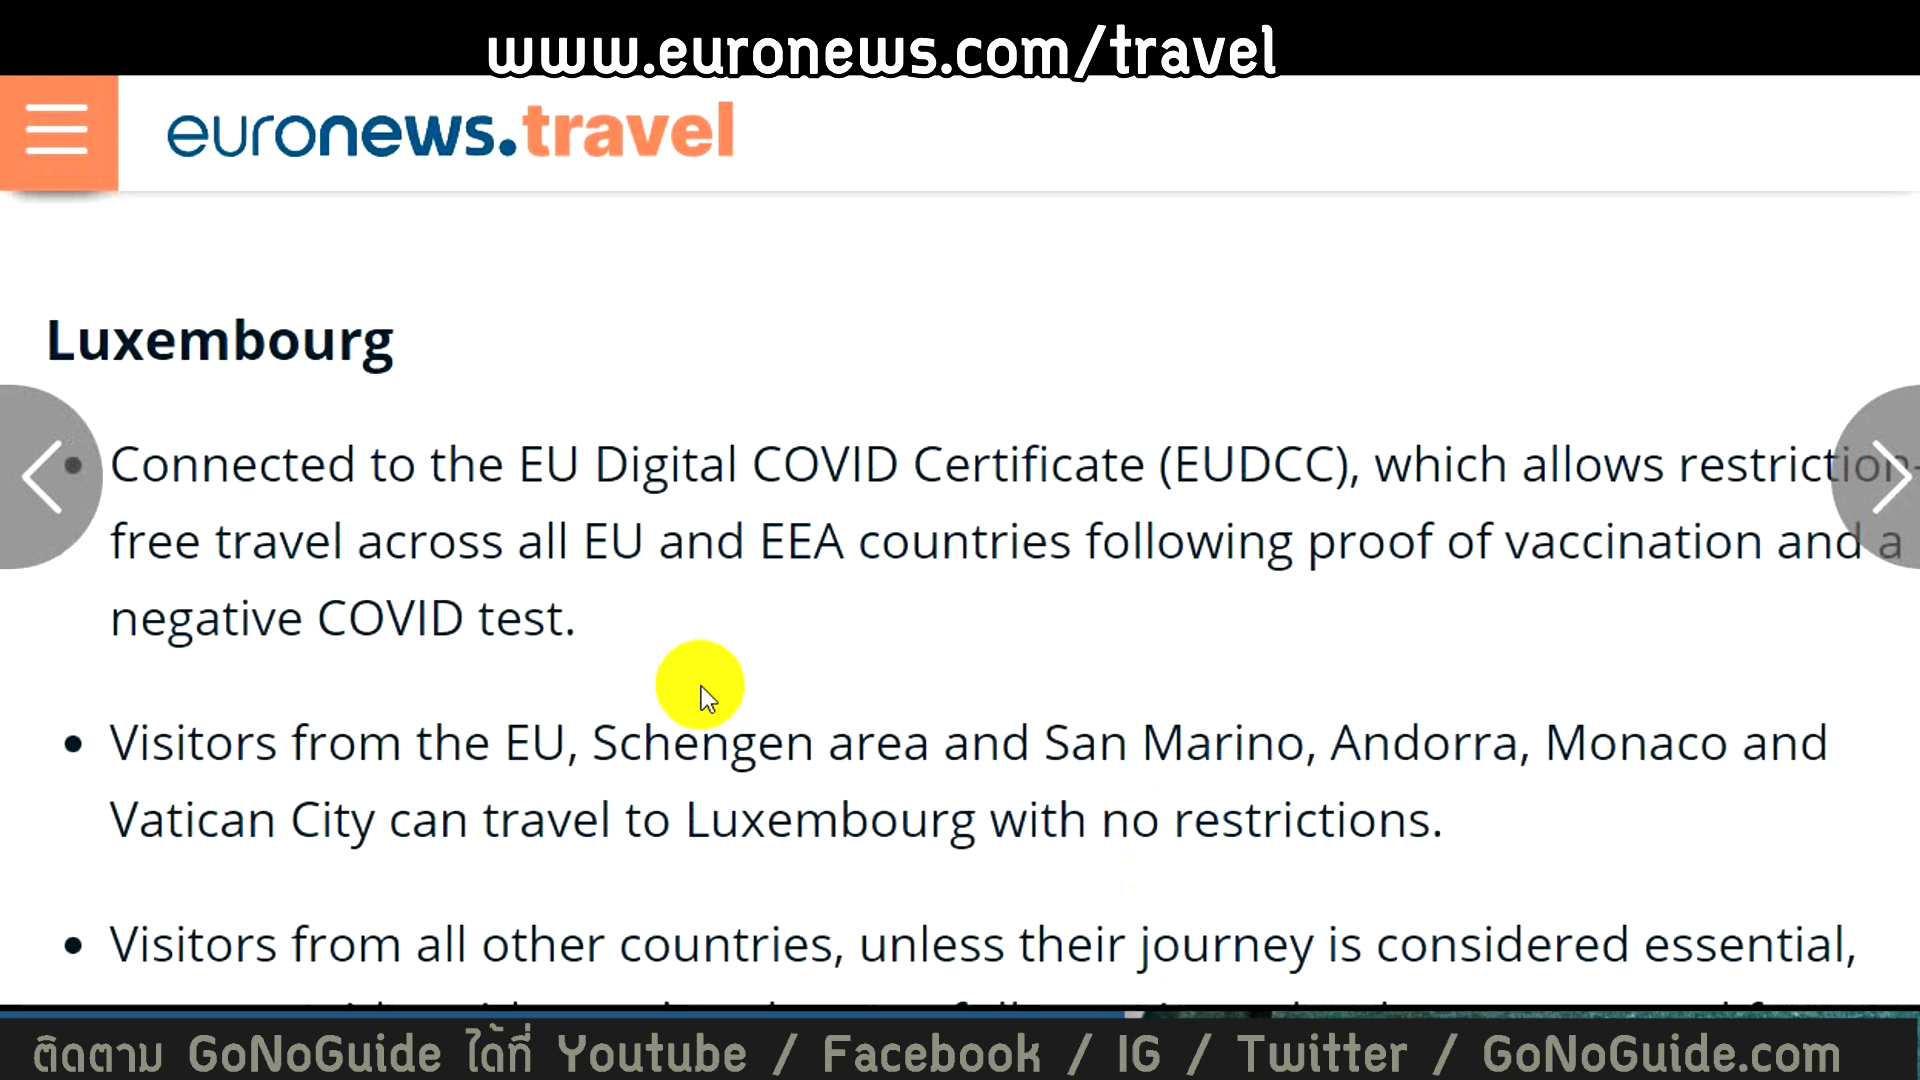 www.euronews.com/travel
euronews.travel
Luxembourg
• Connected to the EU Digital COVID Certificate (EUDCC), which allows restriction-
free travel across all EU and EEA countries following proof of vaccination and a
negative COVID test.
• Visitors from the EU, Schengen area and San Marino, Andorra, Monaco and
Vatican City can travel to Luxembourg with no restrictions.
• Visitors from all other countries, unless their journey is considered essential,
ติดตาม GoNoGuide ได้ที่ Youtube / Facebook / IG / Twitter / GoNoGuide.com